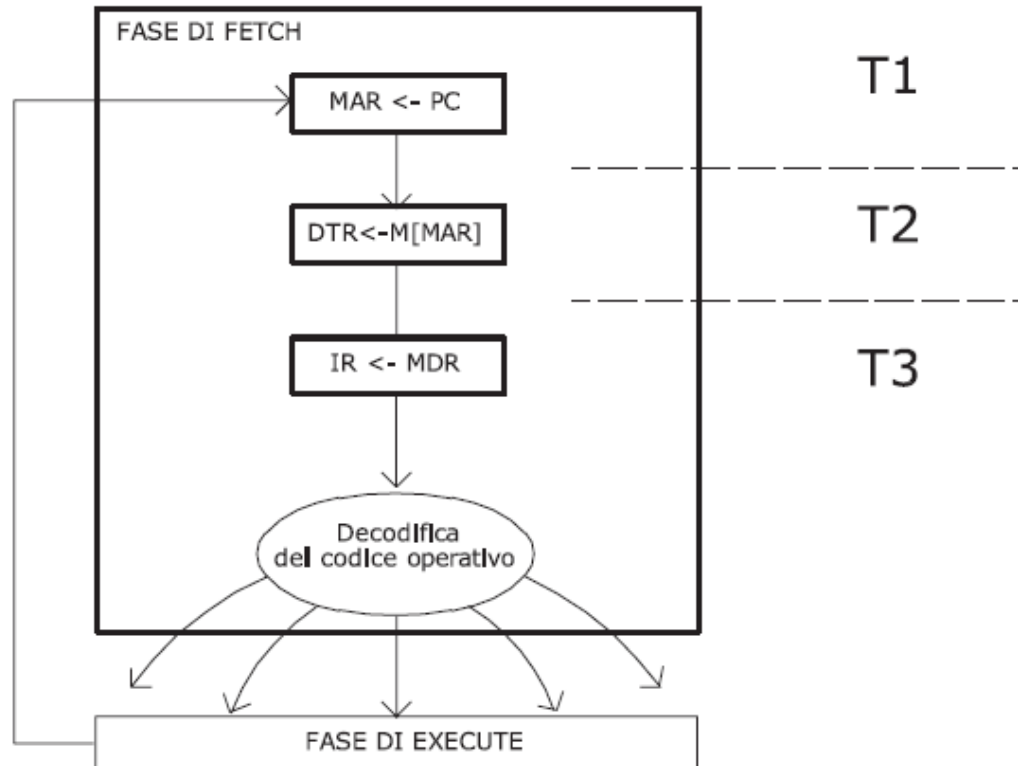 FASE DI FETCH
T1
MAR <- PC
T2
DTR<-M[MAR]
T3
IR <- MDR
Decodifica
del codice operativo
FASE DI EXECUTE